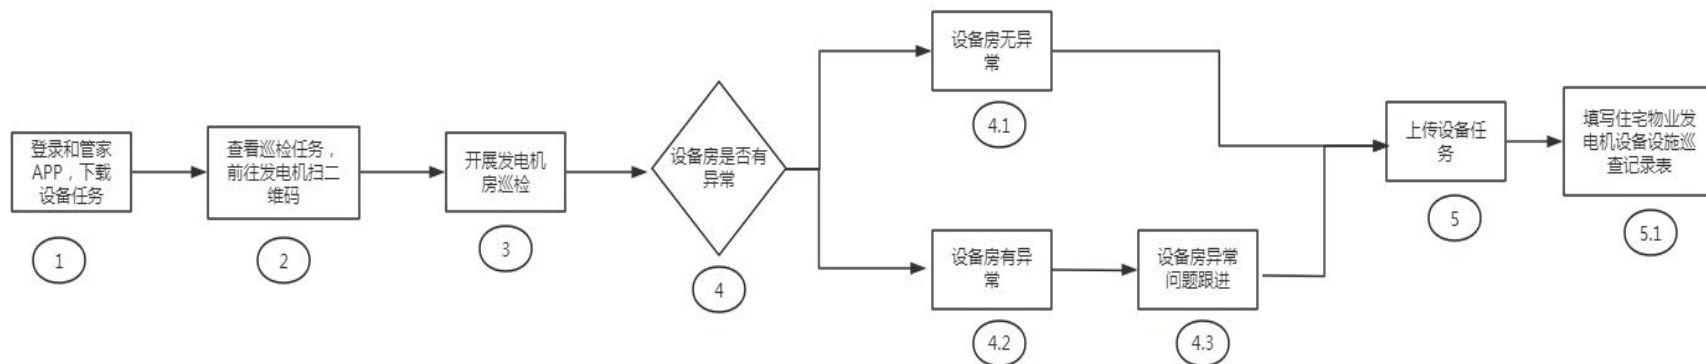 登录和管家
APP，下载
设备任务
1
查看巡检任务，
前往发电机扫二
维码
2
开展发电机
房巡检
3
设备房是否有
异常
4
设备房无异
常
4.1
设备房有异
常
4.2
设备房异常
问题跟进
4.3
上传设备任
务
5
填写住宅物业发
电机设备设施巡
查记录表
5.1